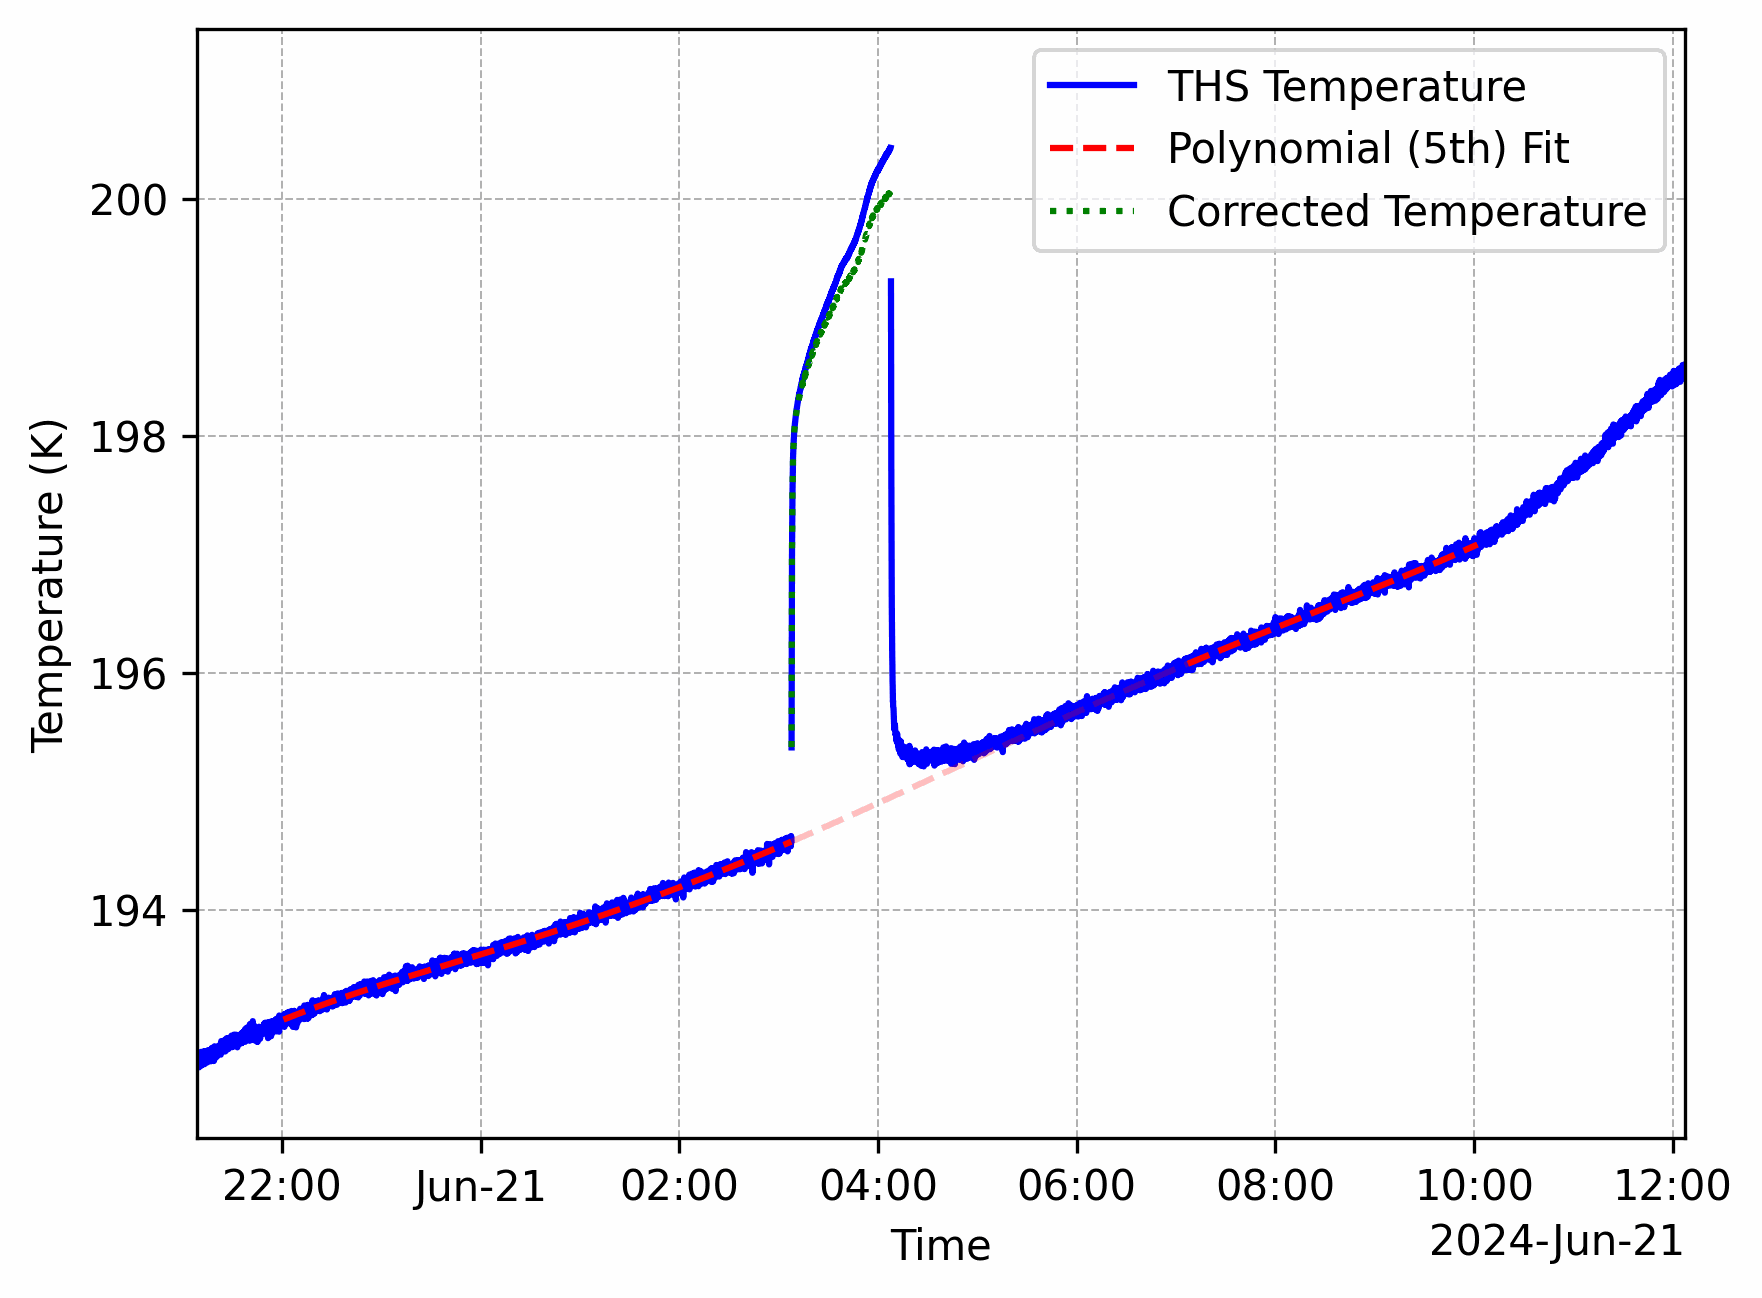 THS Temperature
Polynomial (5th) Fit
Corrected Temperature
Temperature (K)
200
198
196
194
22:00 Jun-21 02:00 04:00 06:00 08:00 10:00 12:00
Time
2024-Jun-21